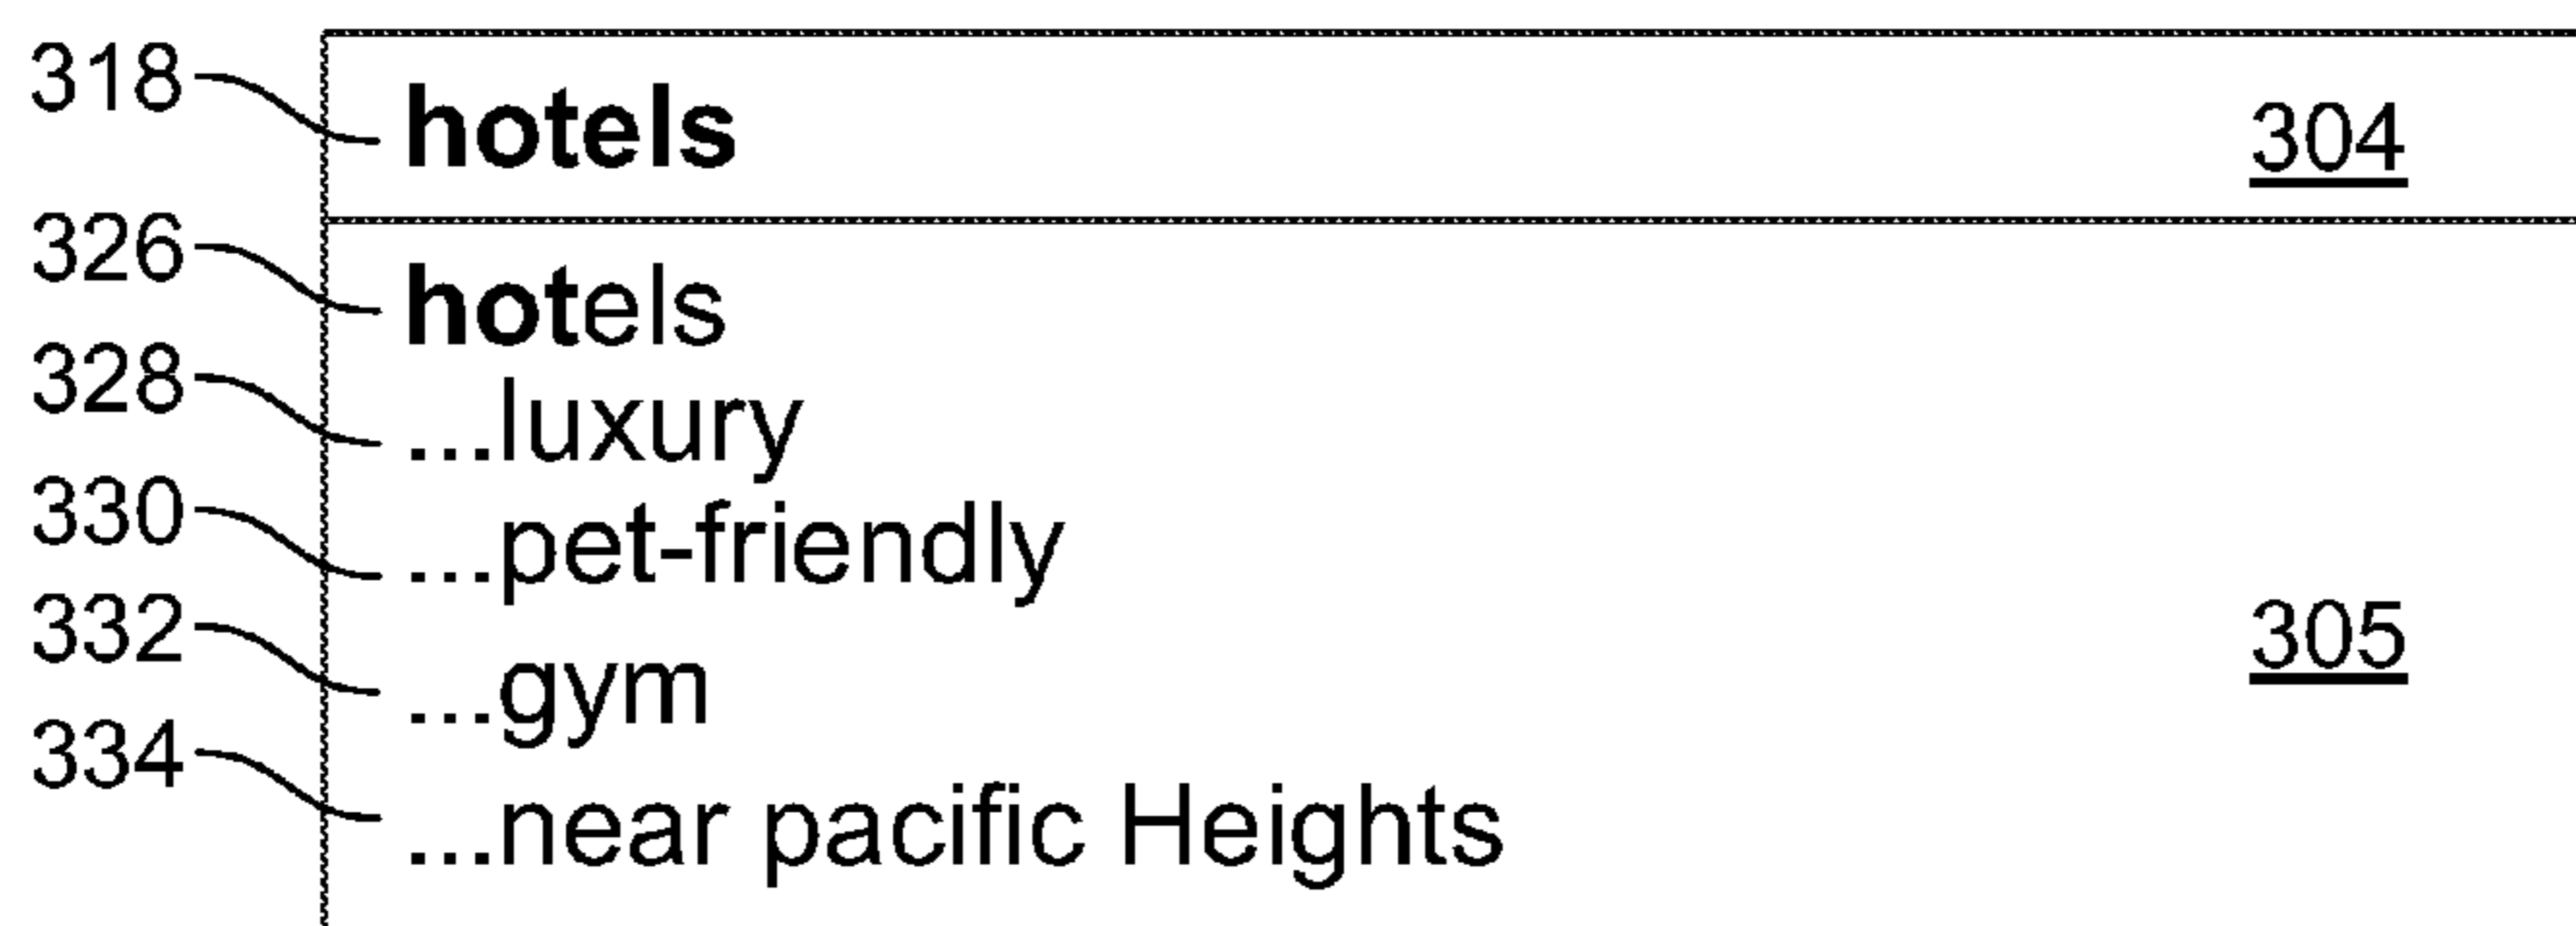 318 hotels 304
326 hotels
328 ...luxury
330 ...pet-friendly
332 ...gym 305
334 ...near pacific Heights